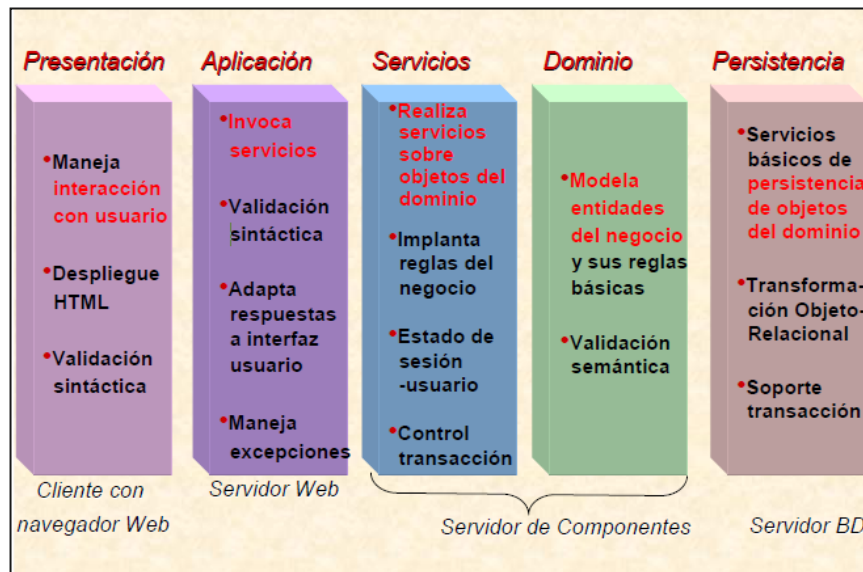 Presentación
Aplicación
Servicios
Dominio
Persistencia
•Maneja
interacción
con usuario
•Despliegue
HTML
•Validación
sintáctica
•Invoca
servicios
•Validación
sintáctica
•Adapta
respuestas
a interfaz
usuario
•Maneja
excepciones
•Realiza
servicios
sobre
objetos del
dominio
•Implanta
reglas del
negocio
•Estado de
sesión
-usuario
•Control
transacción
•Modela
entidades
del negocio
y sus reglas
básicas
•Validación
semántica
•Servicios
básicos de
persistencia
de objetos
del dominio
•Transforma-
ción Objeto-
Relacional
•Soporte
transacción
Cliente con
navegador Web
Servidor Web
Servidor de Componentes
Servidor BD